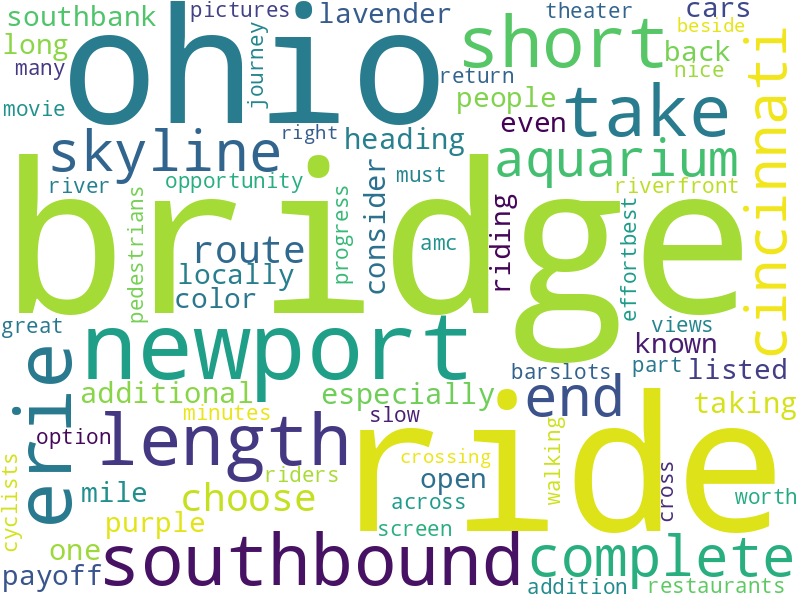 southbank
pictures
lavender
theater
cars
ohio
short
beside
long
journey
back
many
return
nice
cincinnati
movie
people
take
skyline
right
heading
even
aquarium
river
opportunity
consider
must
riverfront
bridge
pedestrians
progress
riding
effortbest
route
amc
locally
color
great
newport
views
known
erie
barslots
part
listed
additional
especially
end
taking
minutes
slow
option
length
ride
crossing
walking
cyclists
riders
mile
choose
open
cross
worth
across
purple
screen
one
southbound
complete
payoff
addition
restaurants